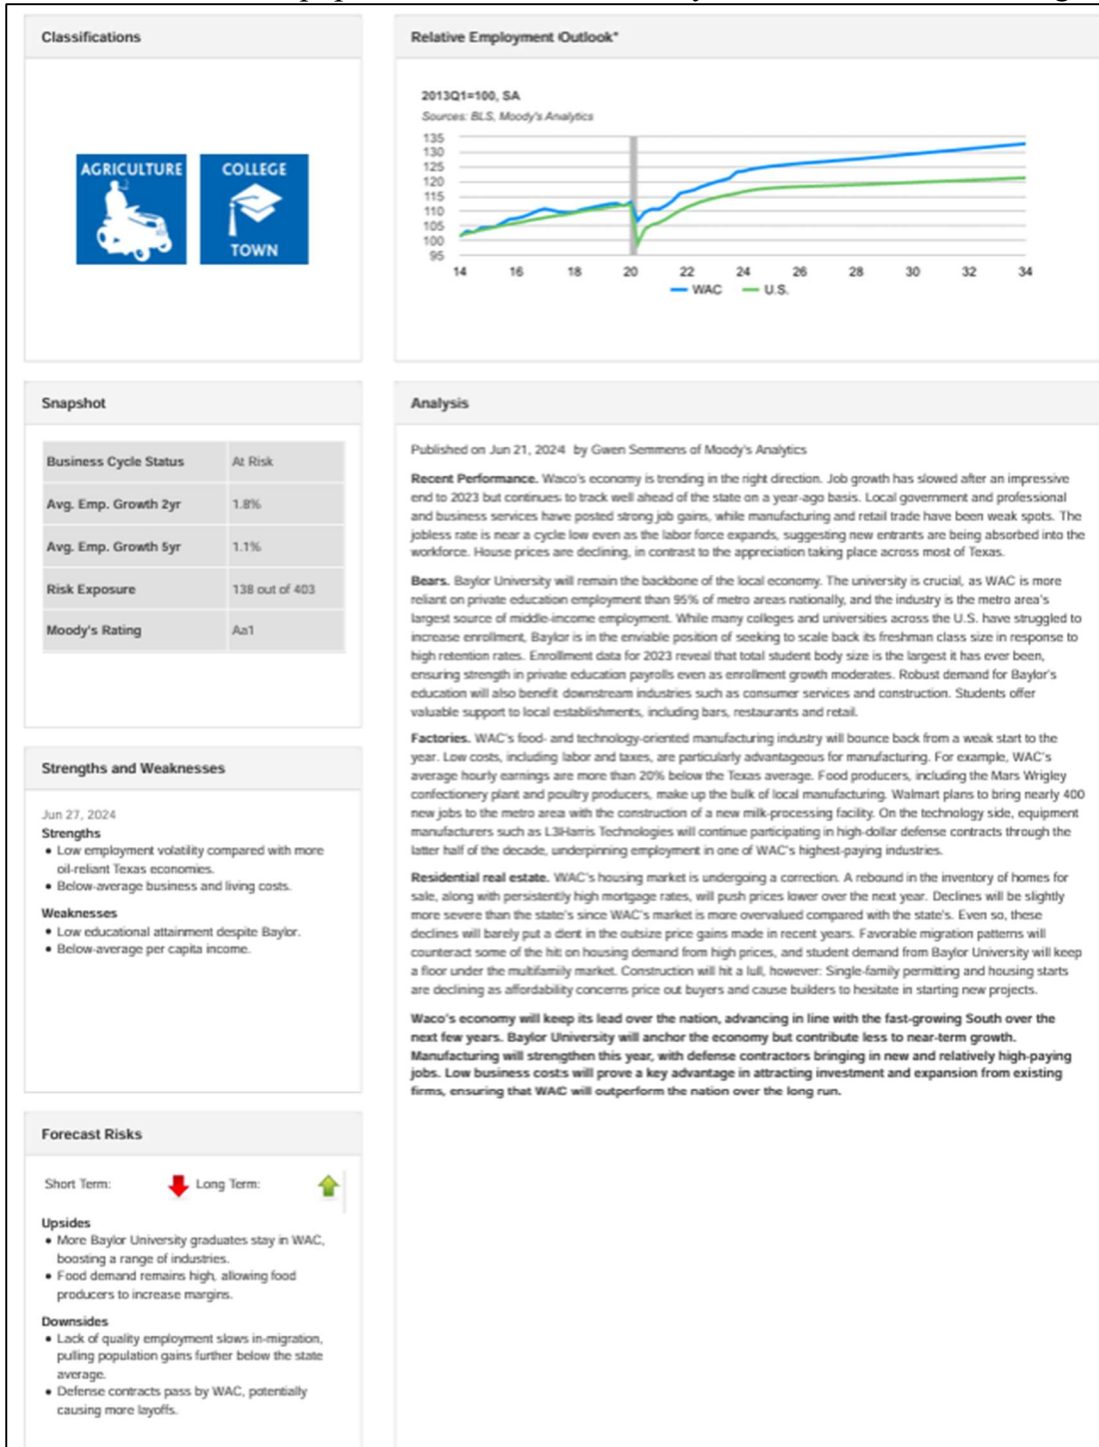 Classifications
AGRICULTURE
COLLEGE
TOWN
Relative Employment Outlook*
2013Q1=100, SA
Sources: BLS, Moody's Analytics
135
130
125
120
115
110
105
100
95
14 16 18 20 22 24 26 28 30 32 34
WAC U.S.
Snapshot
Business Cycle Status At Risk
Avg. Emp. Growth 2yr 1.8%
Avg. Emp. Growth 5yr 1.1%
Risk Exposure 138 out of 403
Moody's Rating Aa1
Strengths and Weaknesses
Jun 27, 2024
Strengths
• Low employment volatility compared with more
oil-reliant Texas economies.
• Below-average business and living costs.
Weaknesses
• Low educational attainment despite Baylor.
• Below-average per capita income.
Forecast Risks
Short Term: Long Term:
Upsides
• More Baylor University graduates stay in WAC,
boosting a range of industries.
• Food demand remains high, allowing food
producers to increase margins.
Downsides
• Lack of quality employment slows in-migration,
pulling population gains further below the state
average.
• Defense contracts pass by WAC, potentially
causing more layoffs.
Analysis
Published on Jun 21, 2024 by Gwen Semmens of Moody's Analytics
Recent Performance. Waco's economy is trending in the right direction. Job growth has slowed after an impressive
end to 2023 but continues to track well ahead of the state on a year-ago basis. Local government and professional
and business services have posted strong job gains, while manufacturing and retail trade have been weak spots. The
jobless rate is near a cycle low even as the labor force expands, suggesting new entrants are being absorbed into the
workforce. House prices are declining, in contrast to the appreciation taking place across most of Texas.
Bears. Baylor University will remain the backbone of the local economy. The university is crucial, as WAC is more
reliant on private education employment than 95% of metro areas nationally, and the industry is the metro area's
largest source of middle-income employment. While many colleges and universities across the U.S. have struggled to
increase enrollment, Baylor is in the enviable position of seeking to scale back its freshman class size in response to
high retention rates. Enrollment data for 2023 reveal that total student body size is the largest it has ever been,
ensuring strength in private education payrolls even as enrollment growth moderates. Robust demand for Baylor's
education will also benefit downstream industries such as consumer services and construction. Students offer
valuable support to local establishments, including bars, restaurants and retail.
Factories. WAC's food- and technology-oriented manufacturing industry will bounce back from a weak start to the
year. Low costs, including labor and taxes, are particularly advantageous for manufacturing. For example, WAC's
average hourly earnings are more than 20% below the Texas average. Food producers, including the Mars Wrigley
confectionery plant and poultry producers, make up the bulk of local manufacturing. Walmart plans to bring nearly 400
new jobs to the metro area with the construction of a new milk-processing facility. On the technology side, equipment
manufacturers such as L3Harris Technologies will continue participating in high-dollar defense contracts through the
latter half of the decade, underpinning employment in one of WAC's highest-paying industries.
Residential real estate. WAC's housing market is undergoing a correction. A rebound in the inventory of homes for
sale, along with persistently high mortgage rates, will push prices lower over the next year. Declines will be slightly
more severe than the state's since WAC's market is more overvalued compared with the state's. Even so, these
declines will barely put a dent in the outsize price gains made in recent years. Favorable migration patterns will
counteract some of the hit on housing demand from high prices, and student demand from Baylor University will keep
a floor under the multifamily market. Construction will hit a lull, however: Single-family permitting and housing starts
are declining as affordability concerns price out buyers and cause builders to hesitate in starting new projects.
Waco's economy will keep its lead over the nation, advancing in line with the fast-growing South over the
next few years. Baylor University will anchor the economy but contribute less to near-term growth.
Manufacturing will strengthen this year, with defense contractors bringing in new and relatively high-paying
jobs. Low business costs will prove a key advantage in attracting investment and expansion from existing
firms, ensuring that WAC will outperform the nation over the long run.